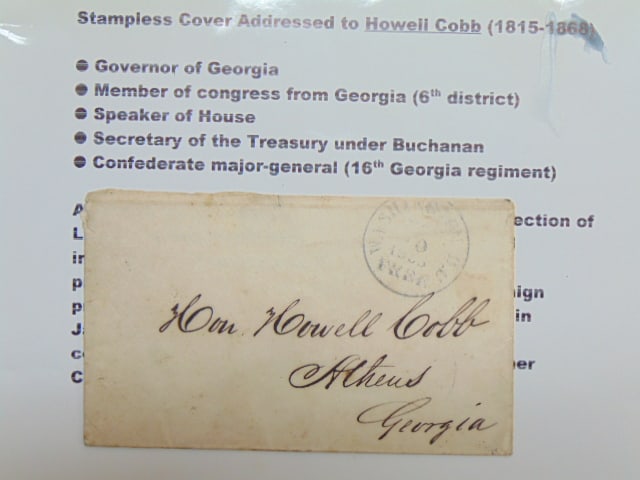 Stampless Cover Addressed to Howell Cobb (1815-1868)
● Governor of Georgia
● Member of congress from Georgia (6th district)
● Speaker of House
● Secretary of the Treasury under Buchanan
● Confederate major-general (16th Georgia regiment)
ection of
ign
in
er
WASHINGTON
FREE
Hon. Howell Cobb
Athens
Georgia